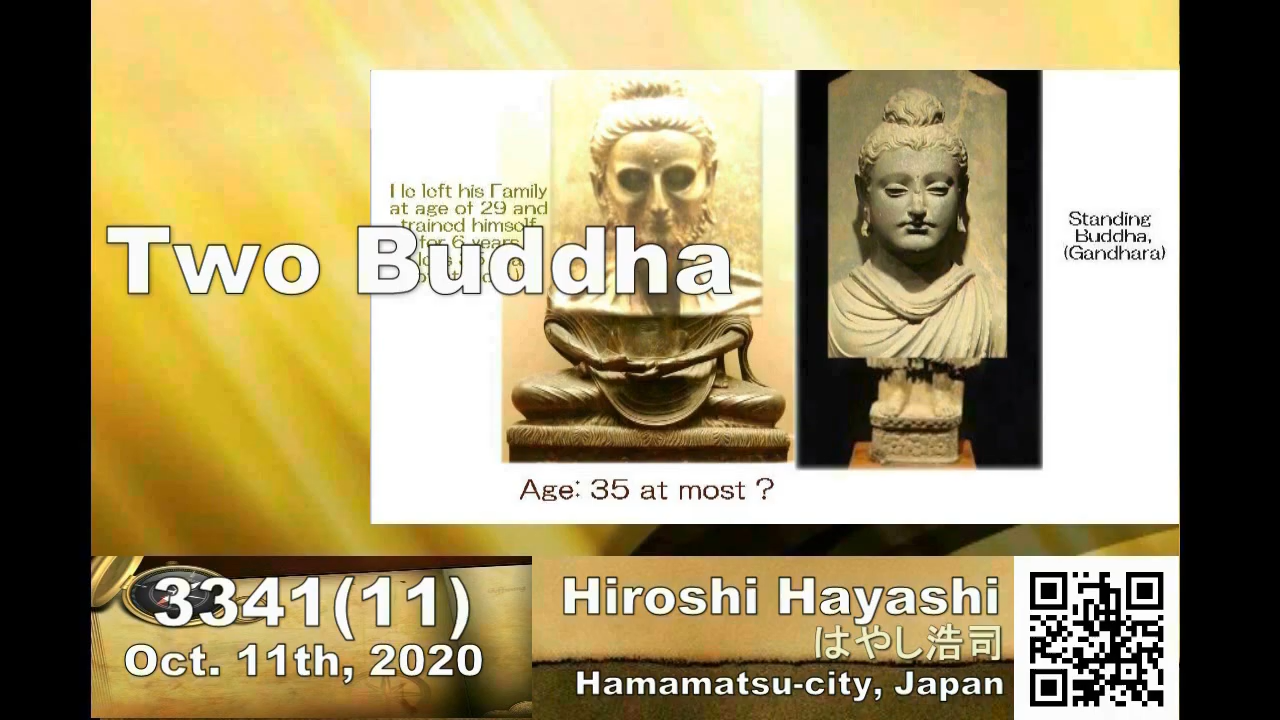 He left his Family
at age of 29 and
trained himself
for 6 years
Two Buddha
Standing
Buddha,
(Gandhara)
Age: 35 at most ?
3341(11)
Oct. 11th, 2020
Hiroshi Hayashi
はやし浩司
Hamamatsu-city, Japan